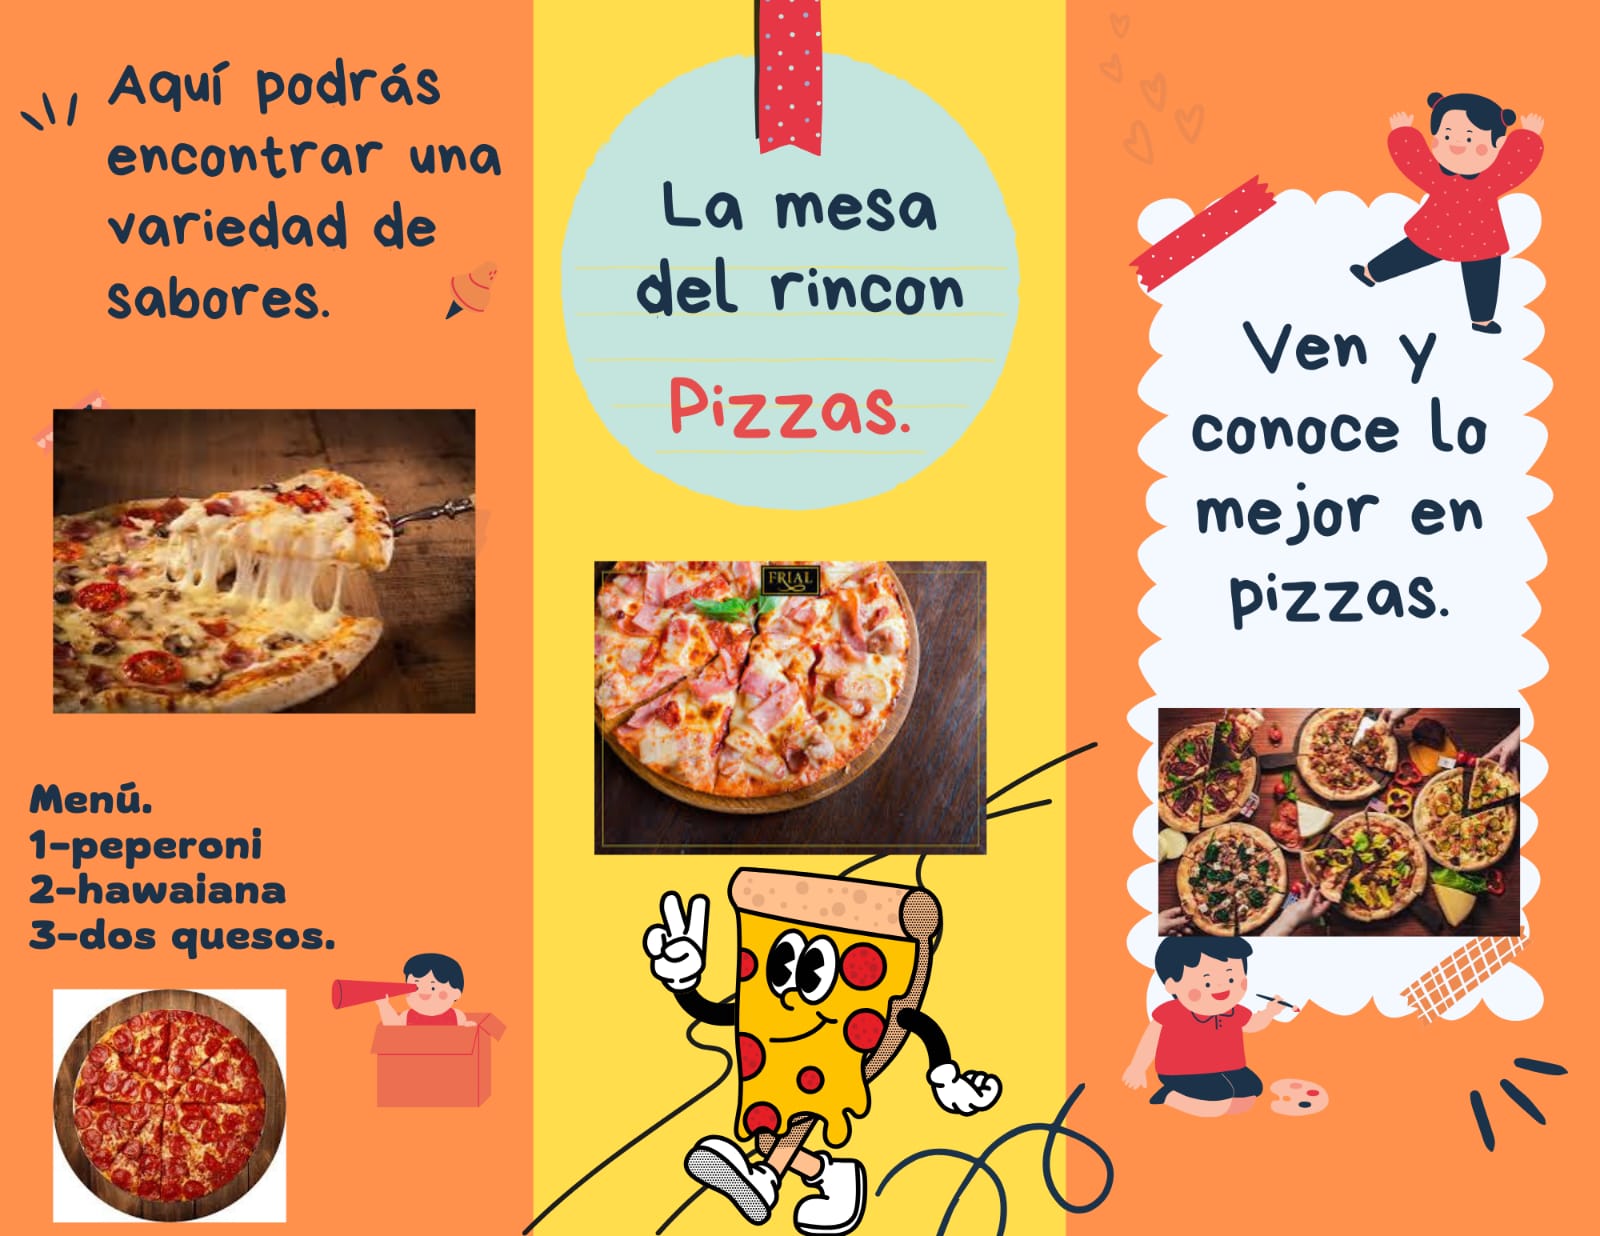 Aquí podrás
encontrar una
variedad de
sabores.
Menú.
1-peperoni
2-hawaiana
3-dos quesos.
La mesa
del rincon
Pizzas.
FRIAL
Ven y
conoce lo
mejor en
pizzas.